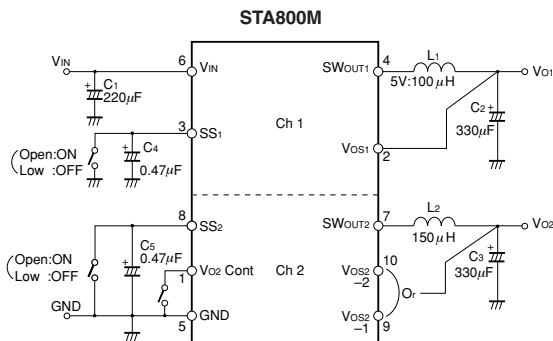 STA800M
VIN
6
VIN
C1
220μF
+
3
SS1
(Open:ON
Low :OFF
C4
0.47μF
+
Ch 1
4
SWOUT1
L1
5V:100μH
VO1
C2
330μF
+
VOS1
2
8
SS2
(Open:ON
Low :OFF
C5
0.47μF
+
1
VO2 Cont
Ch 2
GND
5
GND
7
SWOUT2
L2
150μH
VO2
C3
330μF
+
10
VOS2
−2
Or
VOS2
−1
9